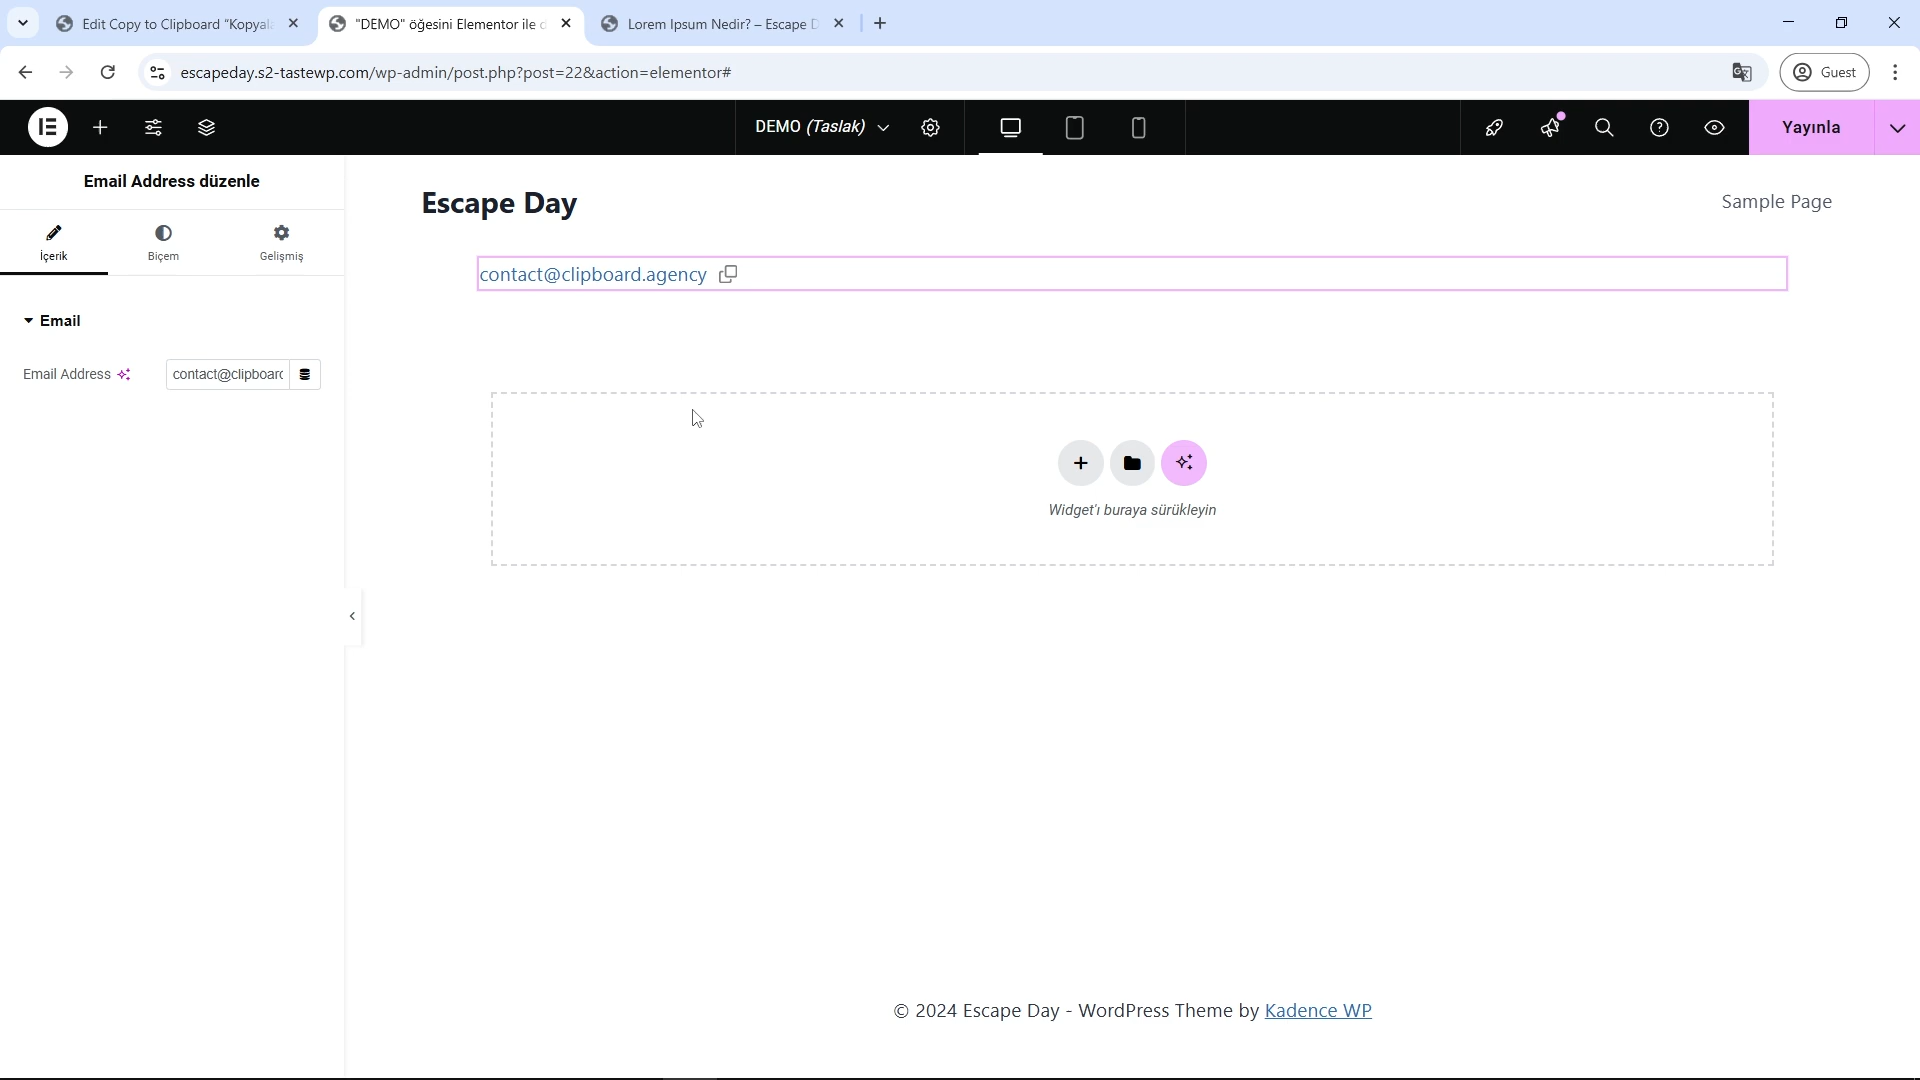 Edit Copy to Clipboard "Kopyala
"DEMO" öğesini Elementor ile d
Lorem Ipsum Nedir? – Escape D
escapeday.s2-tastewp.com/wp-admin/post.php?post=22&action=elementor#
Guest
DEMO (Taslak)
Yayınla
Email Address düzenle
İçerik
Biçem
Gelişmiş
Email
Email Address
contact@clipboard
Escape Day
Sample Page
contact@clipboard.agency
Widget'ı buraya sürükleyin
© 2024 Escape Day - WordPress Theme by Kadence WP